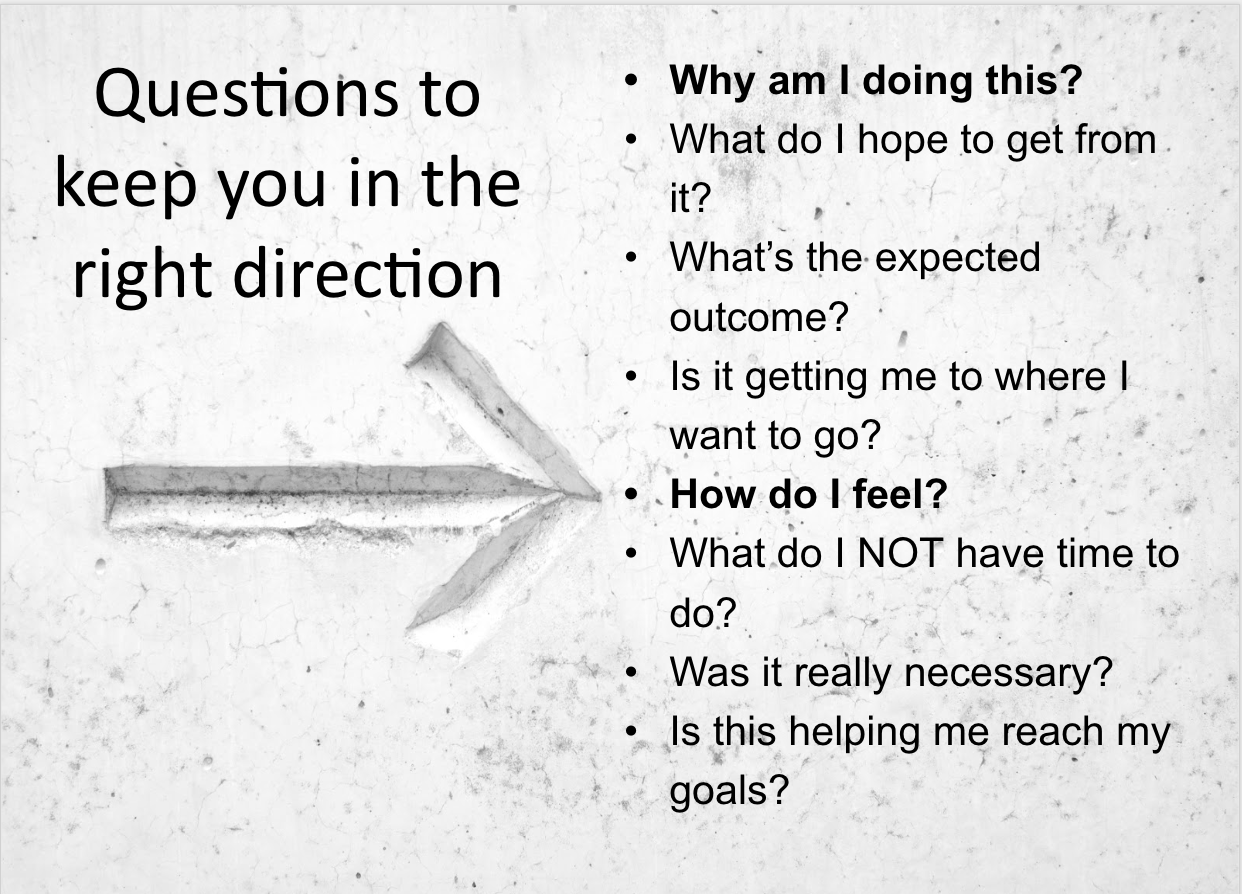 Questions to
keep you in the
right direction
• Why am I doing this?
• What do I hope to get from
it?
• What’s the expected
outcome?
• Is it getting me to where I
want to go?
• How do I feel?
• What do I NOT have time to
do?
• Was it really necessary?
• Is this helping me reach my
goals?